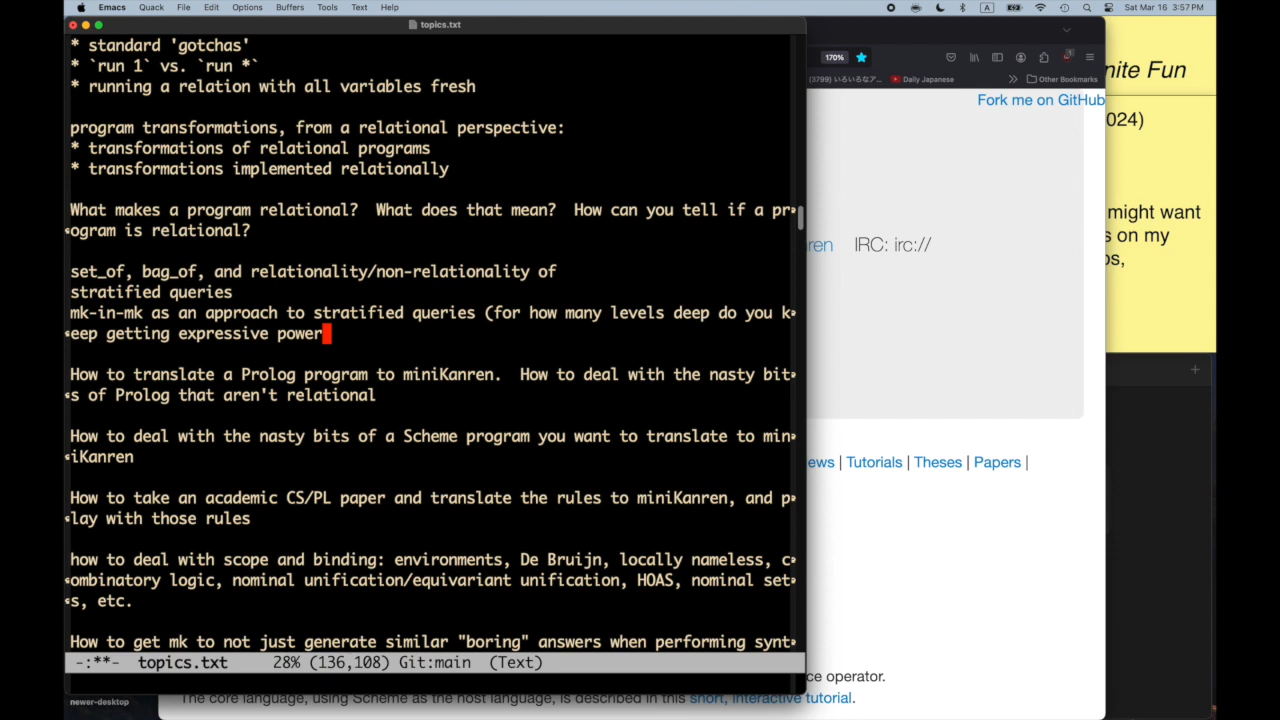 Emacs Quack File Edit Options Buffers Tools Text Help
A
Sat Mar 16 3:57PM
topics.txt
* standard 'gotchas'
* `run 1` vs. `run *`
* running a relation with all variables fresh
program transformations, from a relational perspective:
* transformations of relational programs
* transformations implemented relationally
What makes a program relational?  What does that mean?  How can you tell if a pr
ogram is relational?
set_of, bag_of, and relationality/non-relationality of
stratified queries
mk-in-mk as an approach to stratified queries (for how many levels deep do you k
eep getting expressive power
How to translate a Prolog program to miniKanren.  How to deal with the nasty bit
s of Prolog that aren't relational
How to deal with the nasty bits of a Scheme program you want to translate to min
iKanren
How to take an academic CS/PL paper and translate the rules to miniKanren, and p
lay with those rules
how to deal with scope and binding: environments, De Bruijn, locally nameless, c
ombinatory logic, nominal unification/equivariant unification, HOAS, nominal set
s, etc.
How to get mk to not just generate similar "boring" answers when performing synt
-:**-  topics.txt     28% (136,108) Git:main  (Text)
170%
(3799) いろいろなア... Daily Japanese
Other Bookmarks
Fork me on GitHub
ren IRC: irc://
ews | Tutorials | Theses | Papers |
ce operator.
The core language, using Scheme as the host language, is described in this short, interactive tutorial.
nite Fun
024)
might want
s on my
os,
newer-desktop